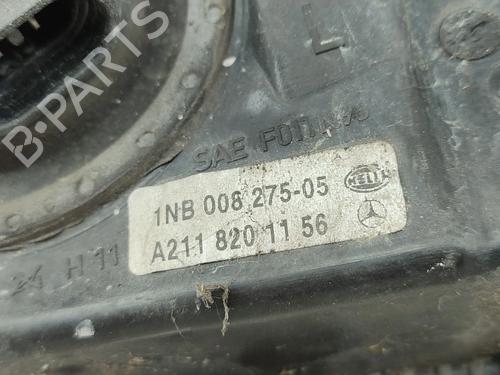 L
SAE
1NB 008 275-05
HELLA
A211 820 11 56
H11
B-PARTS